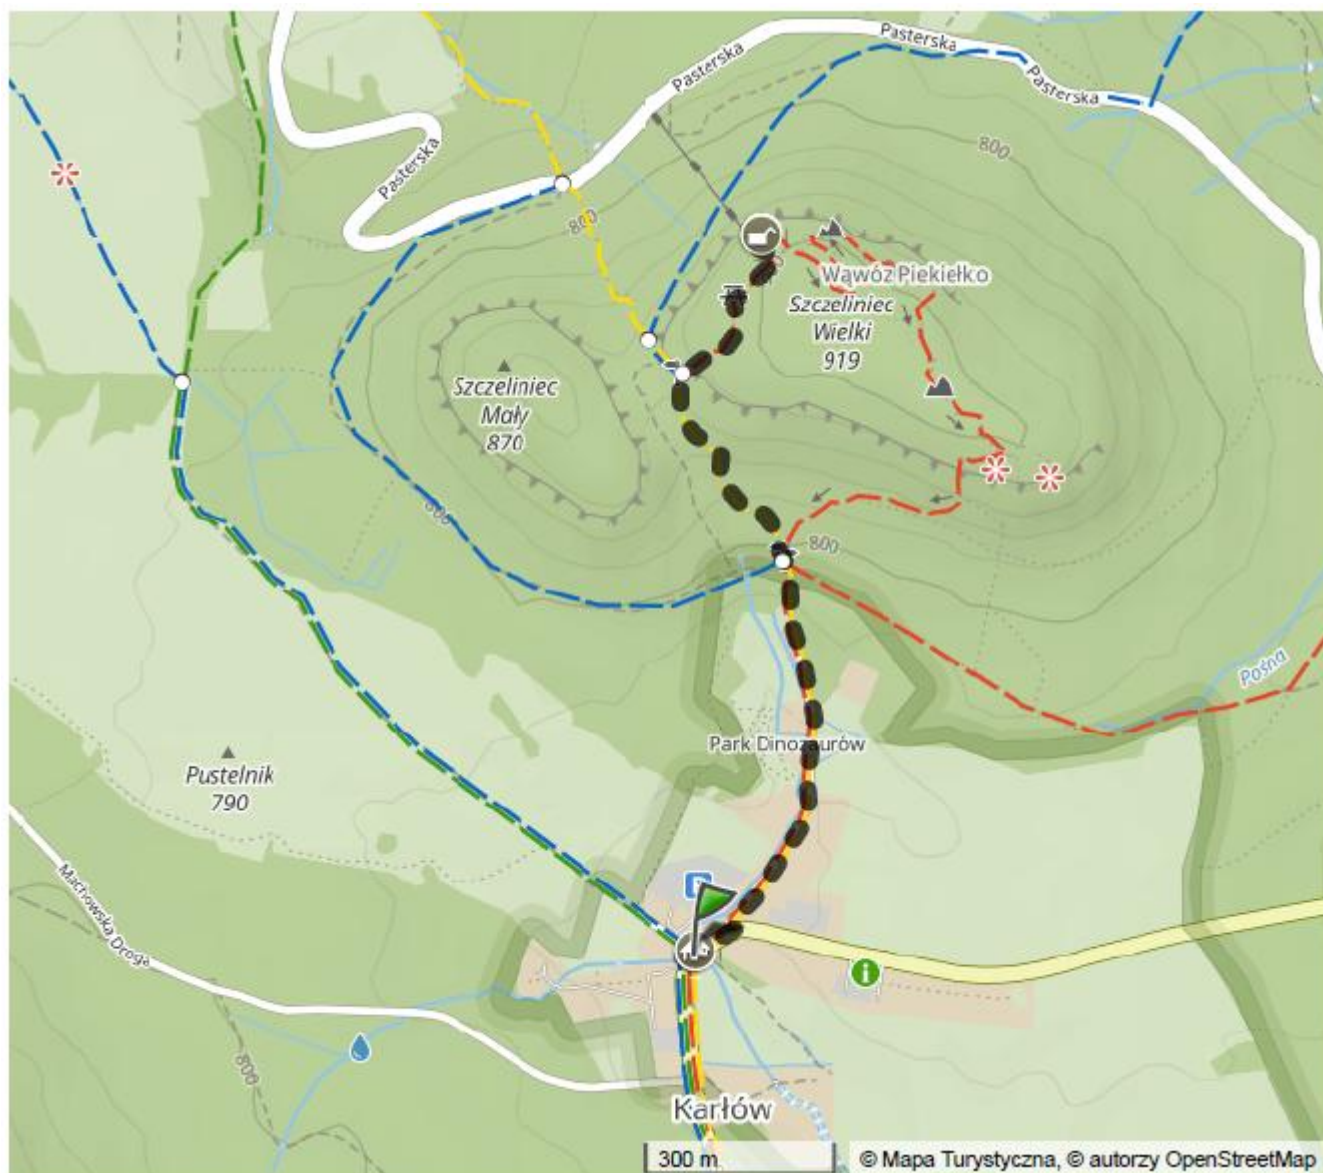 Pasterska
Pasterska
Pasterska
Pasterska
800
800
Wąwóz Piekiełko
Szczeliniec
Wielki
919
Szczeliniec
Mały
870
800
800
Pośna
Park Dinozaurów
Pustelnik
790
Machowska Droga
P
i
800
Karłów
300 m
© Mapa Turystyczna, © autorzy OpenStreetMap